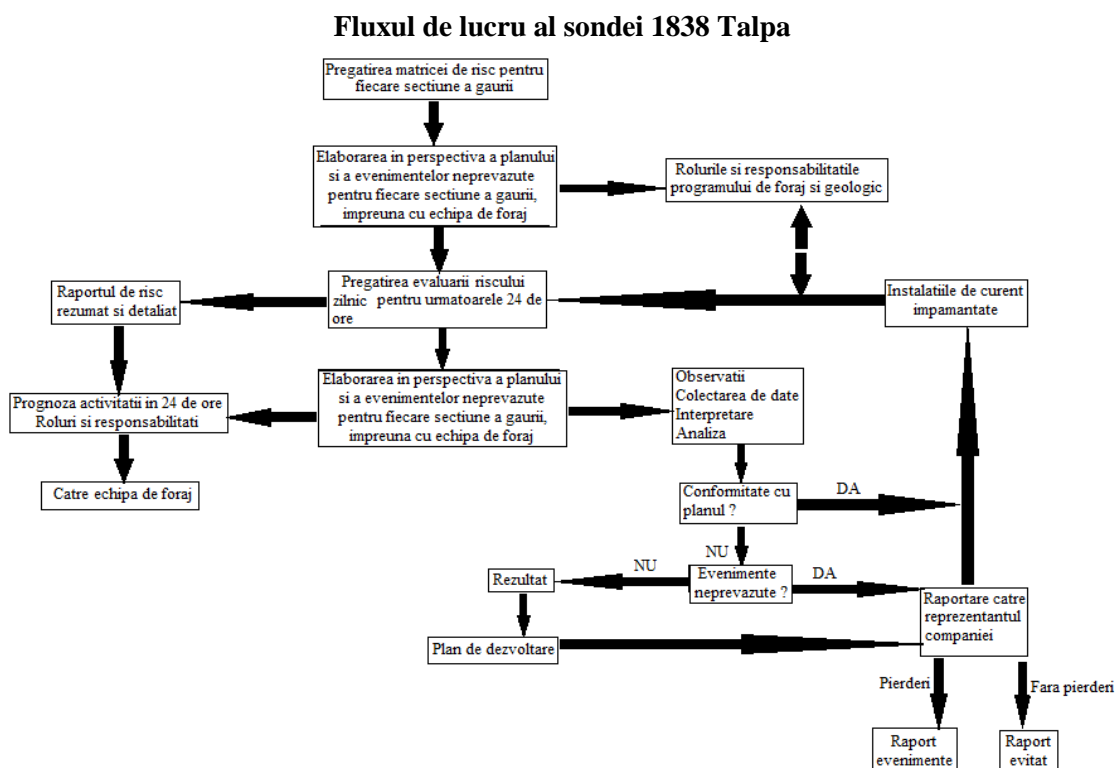 Fluxul de lucru al sondei 1838 Talpa
Pregatirea matricei de risc pentru
fiecare sectiune a gaurii
Elaborarea in perspectiva a planului
si a evenimentelor neprevazute
pentru fiecare sectiune a gaurii,
impreuna cu echipa de foraj
Rolurile si responsabilitatile
programului de foraj si geologic
Pregatirea evaluarii riscului
zilnic pentru urmatoarele 24 de
ore
Raportul de risc
rezumat si detaliat
Instalatiile de curent
impamantate
Elaborarea in perspectiva a planului
si a evenimentelor neprevazute
pentru fiecare sectiune a gaurii,
impreuna cu echipa de foraj
Observatii
Colectarea de date
Interpretare
Analiza
Prognoza activitatii in 24 de ore
Roluri si responsabilitati
Catre echipa de foraj
Conformitate cu
planul ?
DA
NU
Evenimente
neprevazute ?
NU
DA
Rezultat
Plan de dezvoltare
Raportare catre
reprezentantul
companiei
Pierderi
Fara pierderi
Raport
evenimente
Raport
evitat